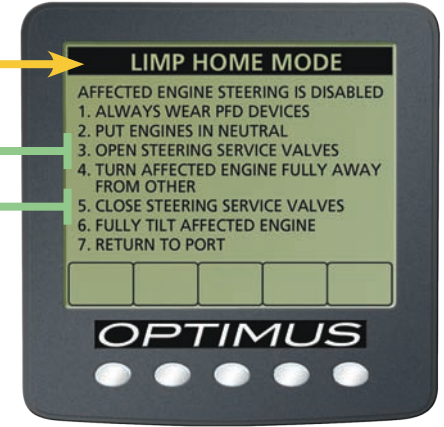 LIMP HOME MODE
AFFECTED ENGINE STEERING IS DISABLED
1. ALWAYS WEAR PFD DEVICES
2. PUT ENGINES IN NEUTRAL
3. OPEN STEERING SERVICE VALVES
4. TURN AFFECTED ENGINE FULLY AWAY
FROM OTHER
5. CLOSE STEERING SERVICE VALVES
6. FULLY TILT AFFECTED ENGINE
7. RETURN TO PORT
OPTIMUS